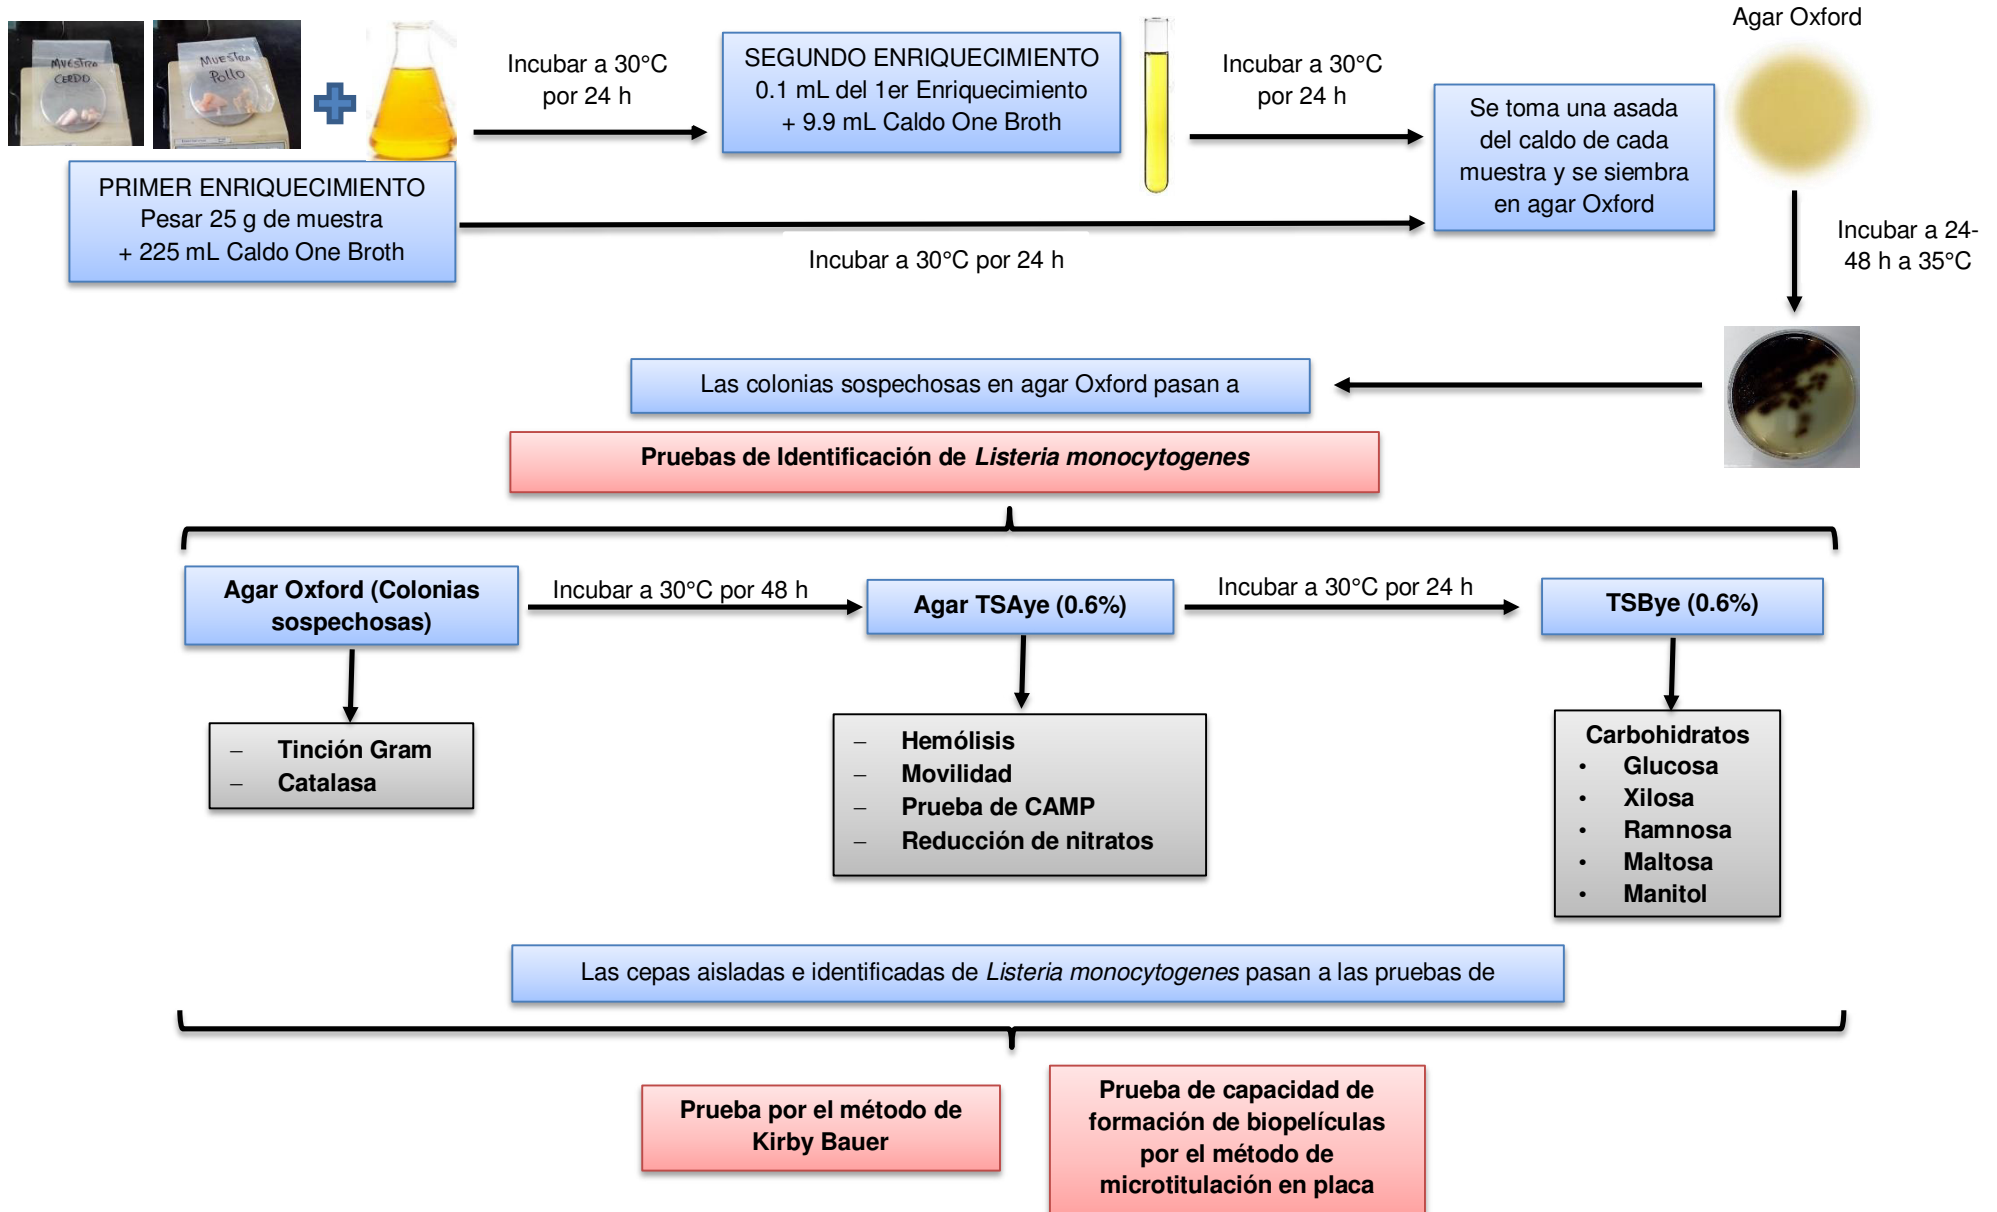 MUESTRA
CERDO
MUESTRA
Pollo
Incubar a 30°C
por 24 h
SEGUNDO ENRIQUECIMIENTO
0.1 mL del 1er Enriquecimiento
+ 9.9 mL Caldo One Broth
Incubar a 30°C
por 24 h
Agar Oxford
Se toma una asada
del caldo de cada
muestra y se siembra
en agar Oxford
PRIMER ENRIQUECIMIENTO
Pesar 25 g de muestra
+ 225 mL Caldo One Broth
Incubar a 30°C por 24 h
Incubar a 24-
48 h a 35°C
Las colonias sospechosas en agar Oxford pasan a
Pruebas de Identificación de Listeria monocytogenes
Agar Oxford (Colonias
sospechosas)
Incubar a 30°C por 48 h
Agar TSAye (0.6%)
Incubar a 30°C por 24 h
TSBye (0.6%)
– Tinción Gram
– Catalasa
– Hemólisis
– Movilidad
– Prueba de CAMP
– Reducción de nitratos
Carbohidratos
• Glucosa
• Xilosa
• Ramnosa
• Maltosa
• Manitol
Las cepas aisladas e identificadas de Listeria monocytogenes pasan a las pruebas de
Prueba por el método de
Kirby Bauer
Prueba de capacidad de
formación de biopelículas
por el método de
microtitulación en placa